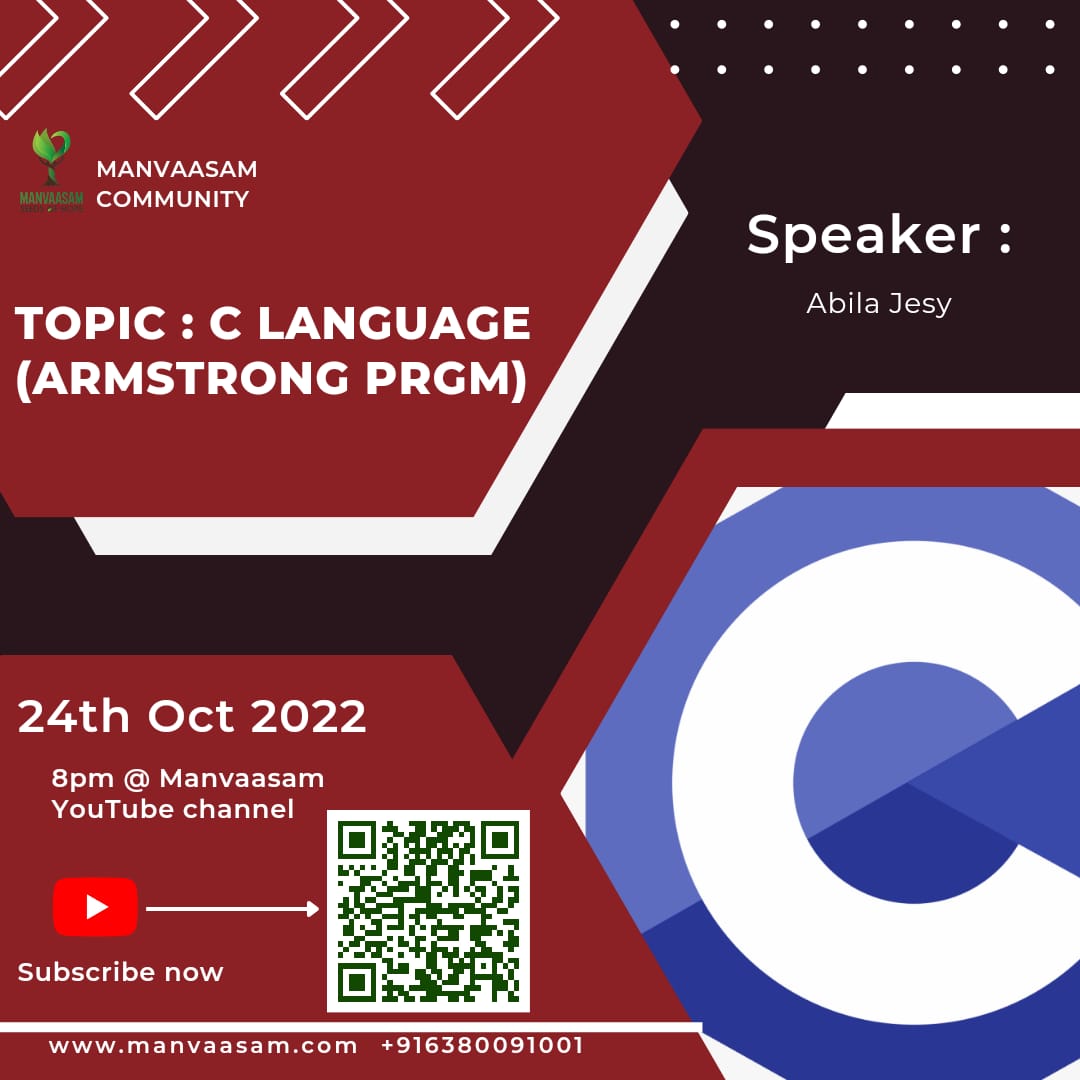 MANVAASAM
MANVAASAM
COMMUNITY
TOPIC : C LANGUAGE
(ARMSTRONG PRGM)
Speaker :
Abila Jesy
24th Oct 2022
8pm @ Manvaasam
YouTube channel
Subscribe now
www.manvaasam.com +916380091001